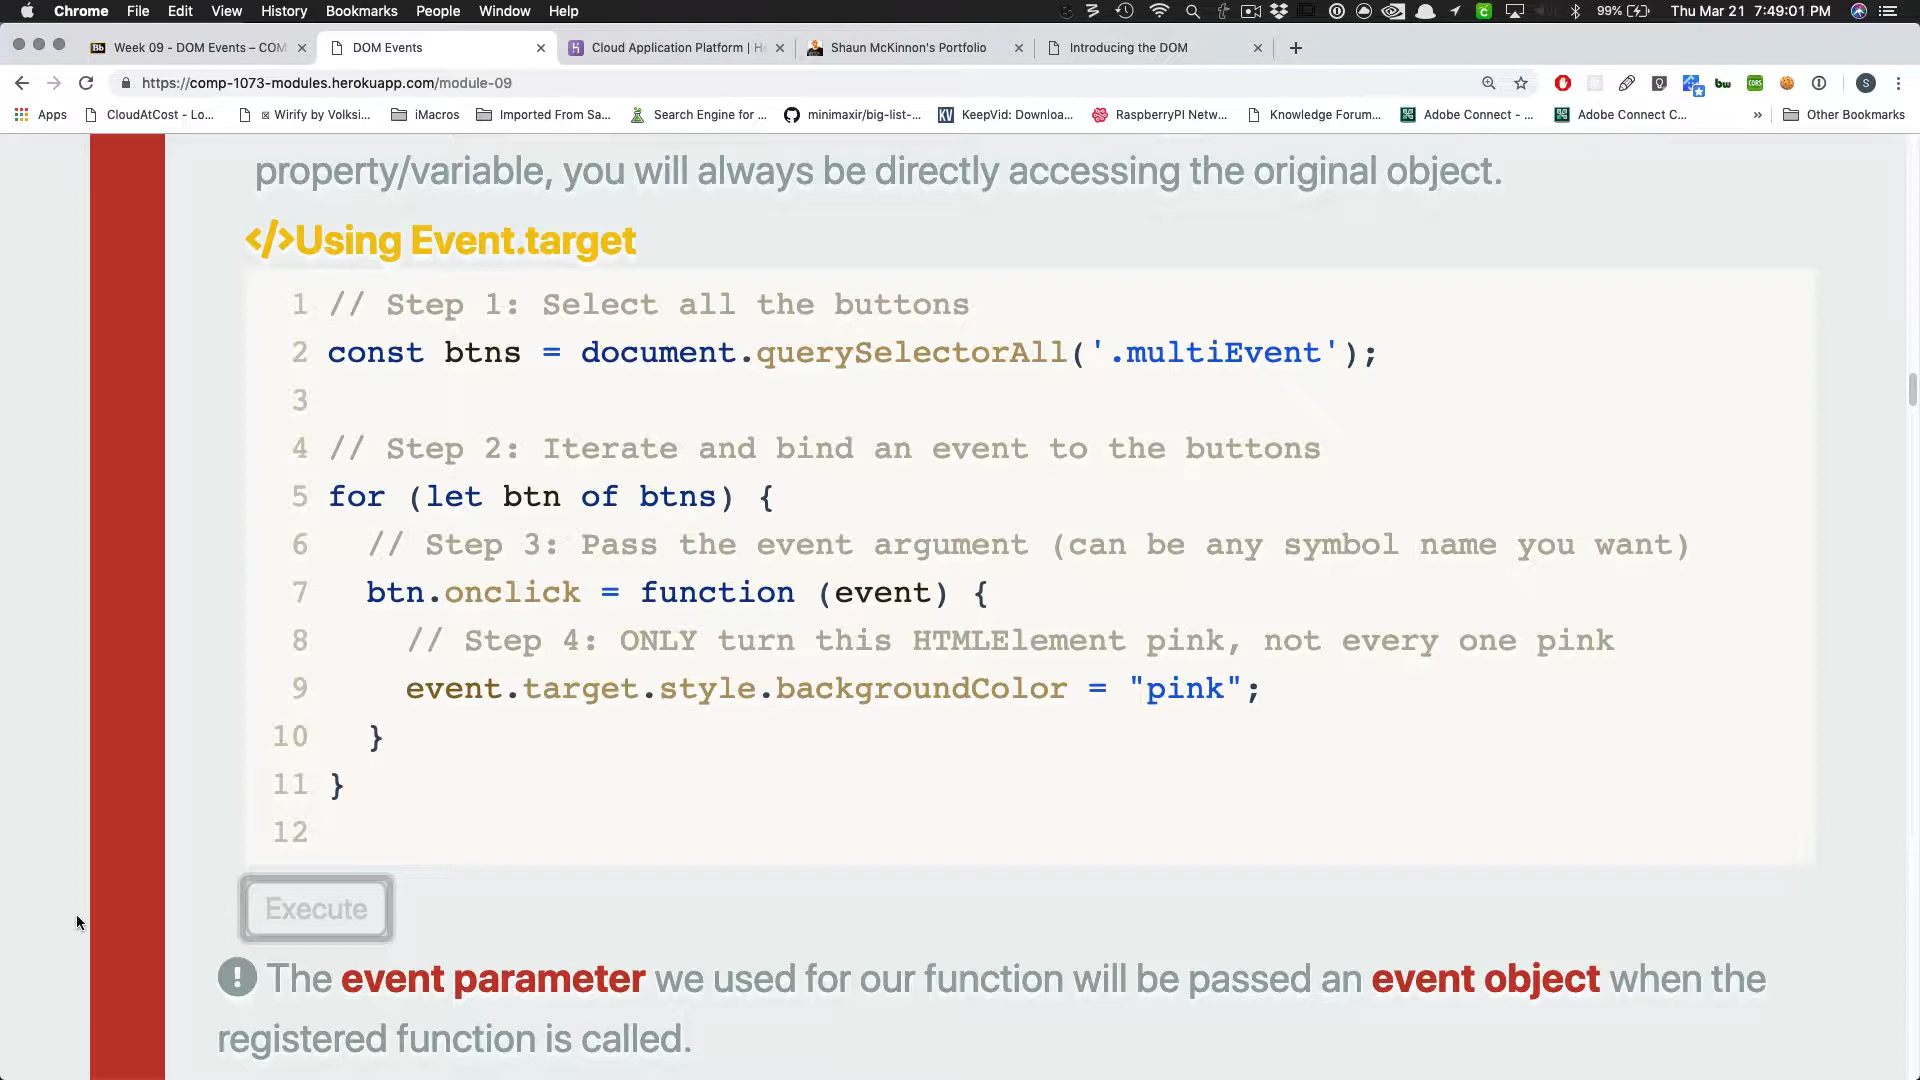 Chrome File Edit View History Bookmarks People Window Help 99% Thu Mar 21 7:49:01 PM
Week 09 - DOM Events – COM DOM Events Cloud Application Platform | H Shaun McKinnon's Portfolio Introducing the DOM
https://comp-1073-modules.herokuapp.com/module-09
Apps CloudAtCost - Lo... Wirify by Volksi... iMacros Imported From Sa... Search Engine for ... minimaxir/big-list-... KeepVid: Downloa... RaspberryPI Netw... Knowledge Forum... Adobe Connect - ... Adobe Connect C... » Other Bookmarks
property/variable, you will always be directly accessing the original object.
</>Using Event.target
1 // Step 1: Select all the buttons
2 const btns = document.querySelectorAll('.multiEvent');
3
4 // Step 2: Iterate and bind an event to the buttons
5 for (let btn of btns) {
6 // Step 3: Pass the event argument (can be any symbol name you want)
7 btn.onclick = function (event) {
8 // Step 4: ONLY turn this HTMLElement pink, not every one pink
9 event.target.style.backgroundColor = "pink";
10 }
11 }
12
Execute
The event parameter we used for our function will be passed an event object when the
registered function is called.